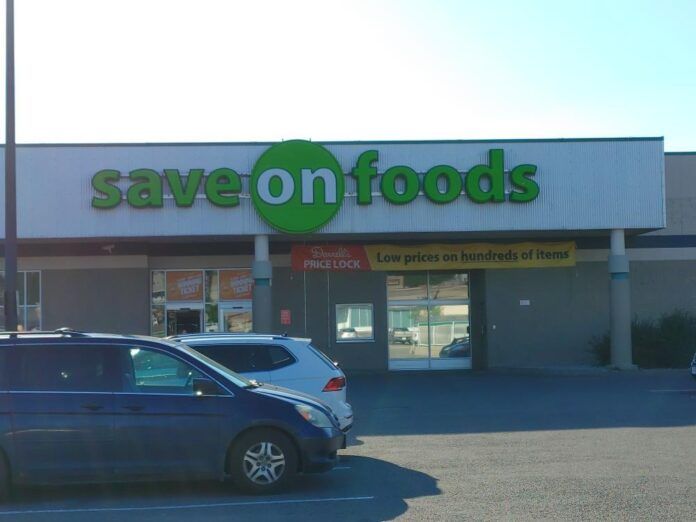 save on foods
Darrell's
PRICE LOCK
Low prices on hundreds of items